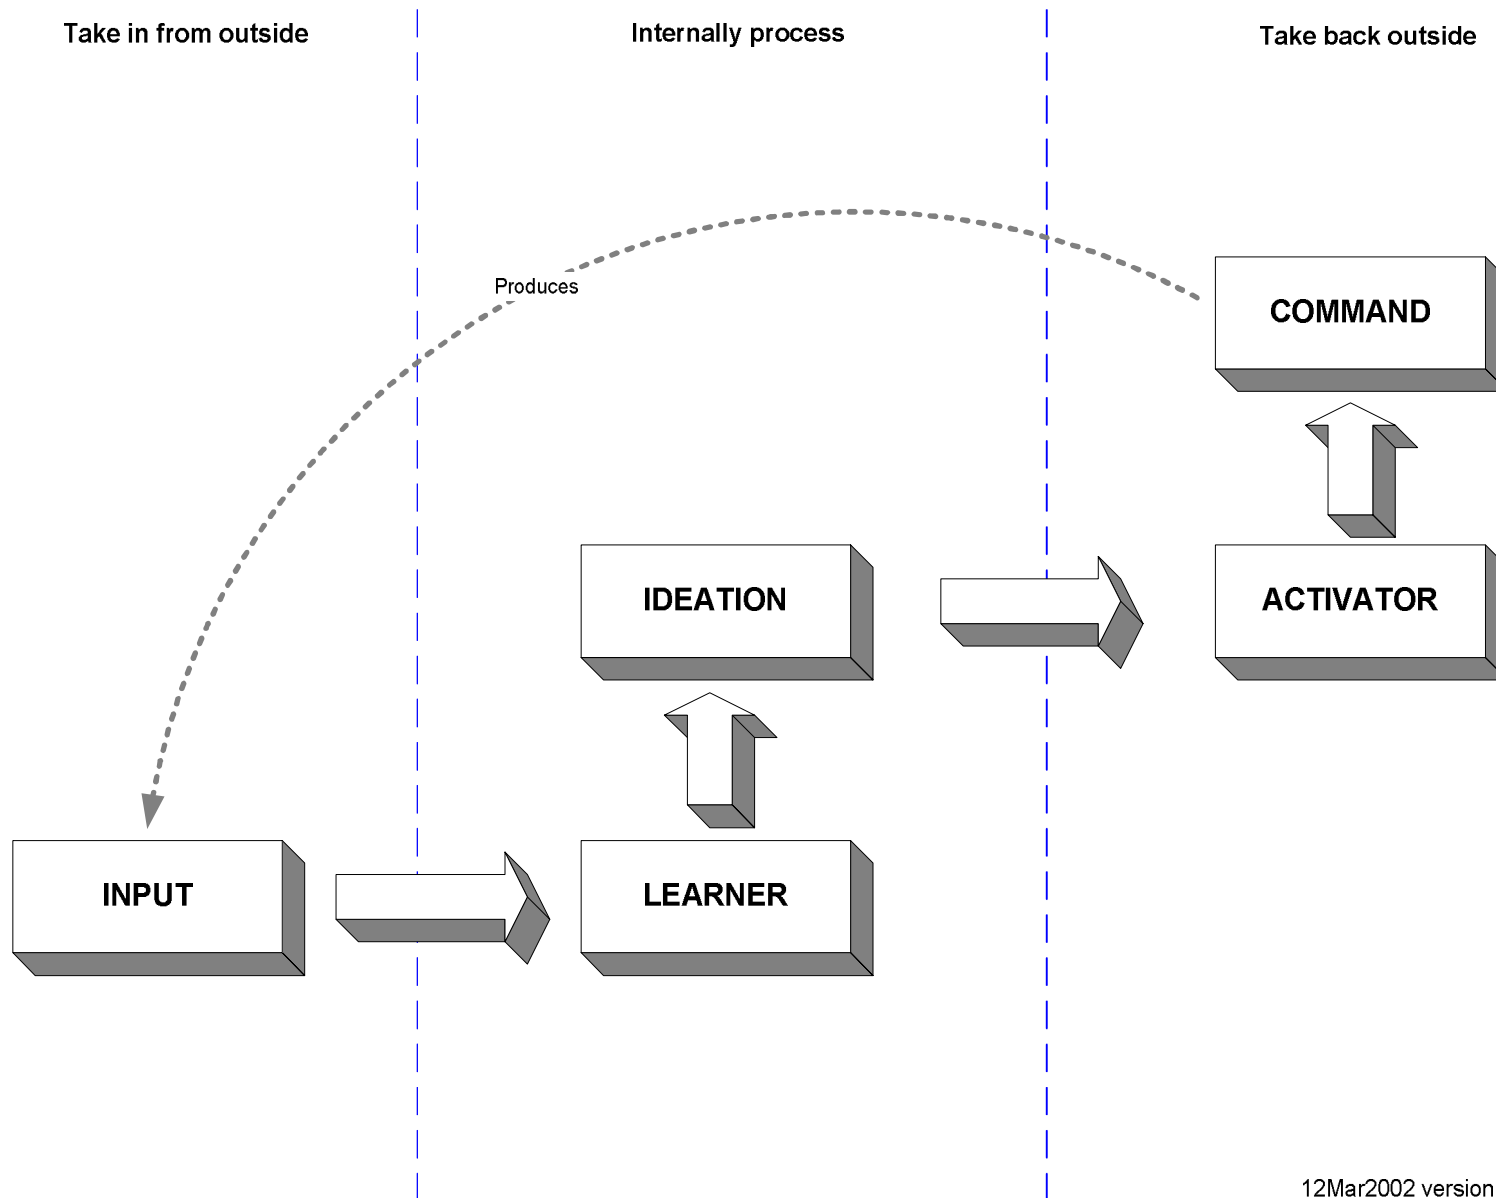 Take in from outside
Internally process
Take back outside
Produces
COMMAND
IDEATION
ACTIVATOR
INPUT
LEARNER
12Mar2002 version